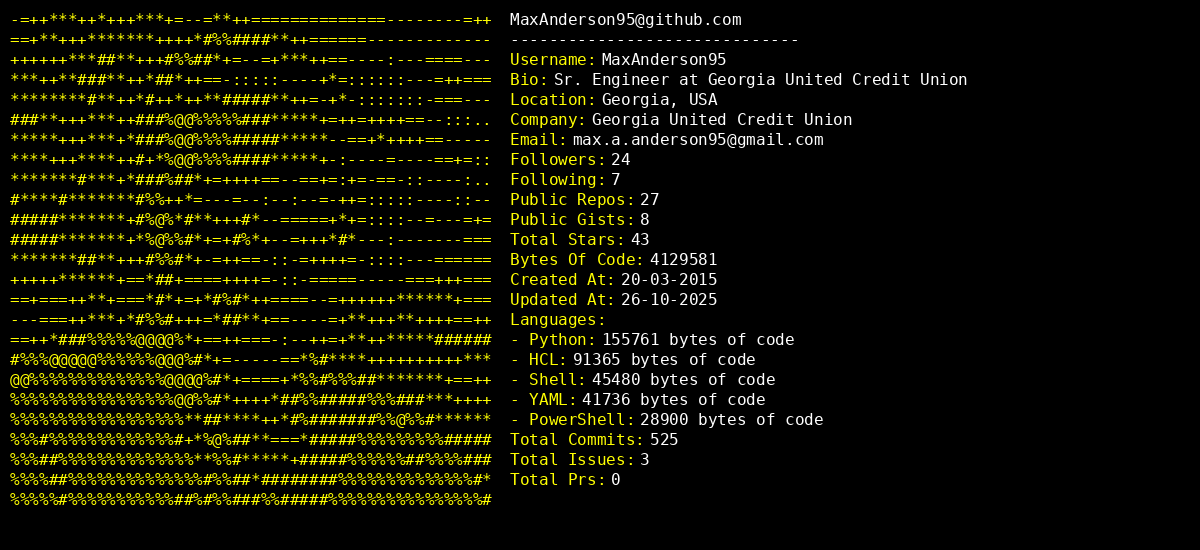 MaxAnderson95@github.com
------------------------------
Username: MaxAnderson95
Bio: Sr. Engineer at Georgia United Credit Union
Location: Georgia, USA
Company: Georgia United Credit Union
Email: max.a.anderson95@gmail.com
Followers: 24
Following: 7
Public Repos: 27
Public Gists: 8
Total Stars: 43
Bytes Of Code: 4129581
Created At: 20-03-2015
Updated At: 26-10-2025
Languages:
- Python: 155761 bytes of code
- HCL: 91365 bytes of code
- Shell: 45480 bytes of code
- YAML: 41736 bytes of code
- PowerShell: 28900 bytes of code
Total Commits: 525
Total Issues: 3
Total Prs: 0